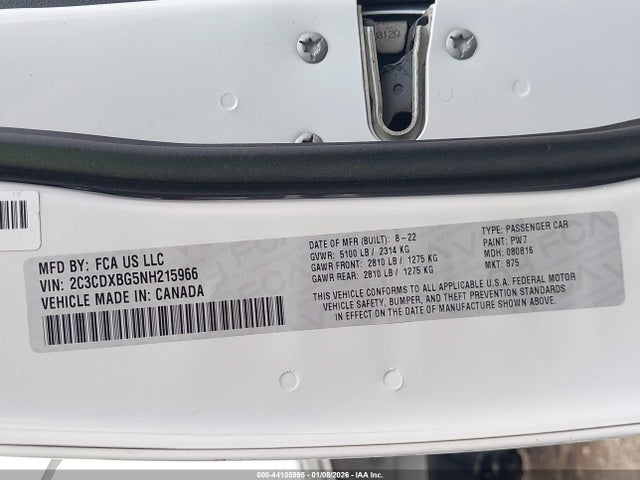 MFD BY: FCA US LLC
VIN: 2C3CDXBG5NH215966
VEHICLE MADE IN: CANADA
DATE OF MFR (BUILT): 8-22
GVWR: 5100 LB / 2314 KG
GAWR FRONT: 2810 LB / 1275 KG
GAWR REAR: 2810 LB / 1275 KG
TYPE: PASSENGER CAR
PAINT: PW7
MDH: 080816
MKT: 875
THIS VEHICLE CONFORMS TO ALL APPLICABLE FEDERAL MOTOR
VEHICLE SAFETY, BUMPER, AND THEFT PREVENTION STANDARDS
IN EFFECT ON THE DATE OF MANUFACTURE SHOWN ABOVE.
000-44105995 - 01/08/2026 - IAA Inc.